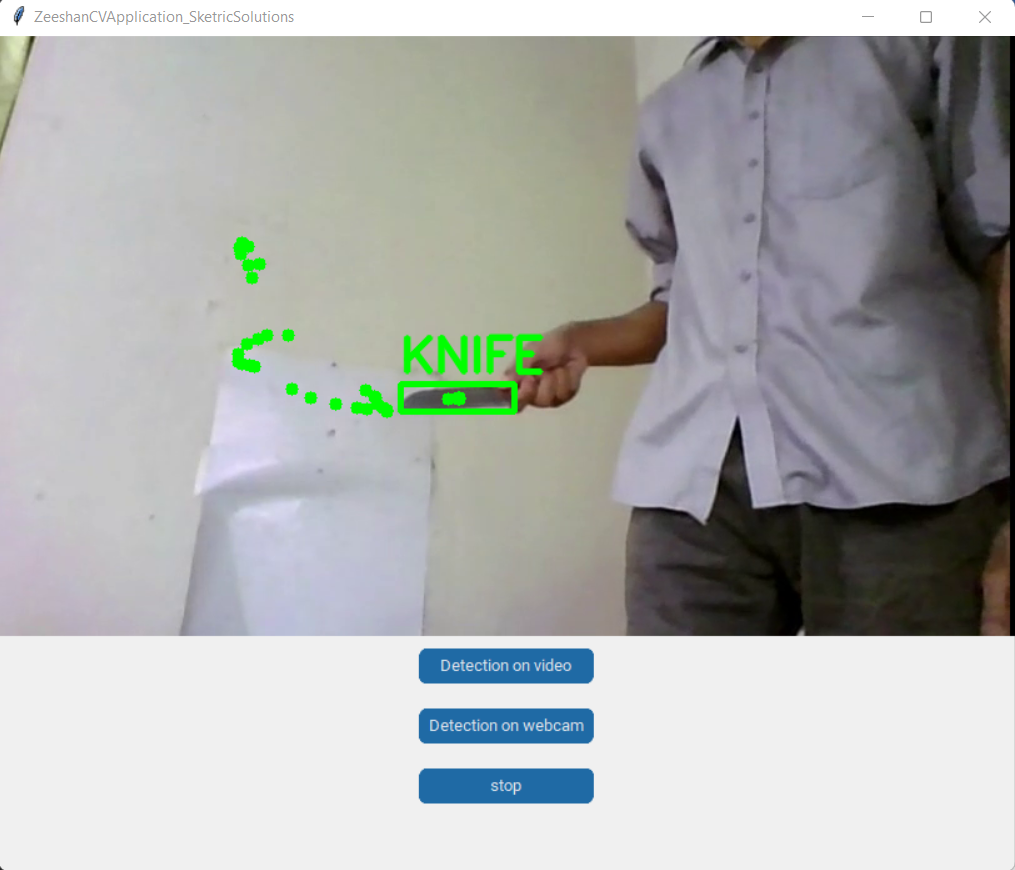 ZeeshanCVApplication_SketricSolutions
KNIFE
Detection on video
Detection on webcam
stop